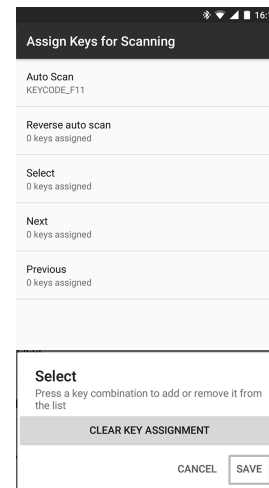 16:
Assign Keys for Scanning
Auto Scan
KEYCODE_F11
Reverse auto scan
0 keys assigned
Select
0 keys assigned
Next
0 keys assigned
Previous
0 keys assigned
Select
Press a key combination to add or remove it from
the list
CLEAR KEY ASSIGNMENT
CANCEL SAVE